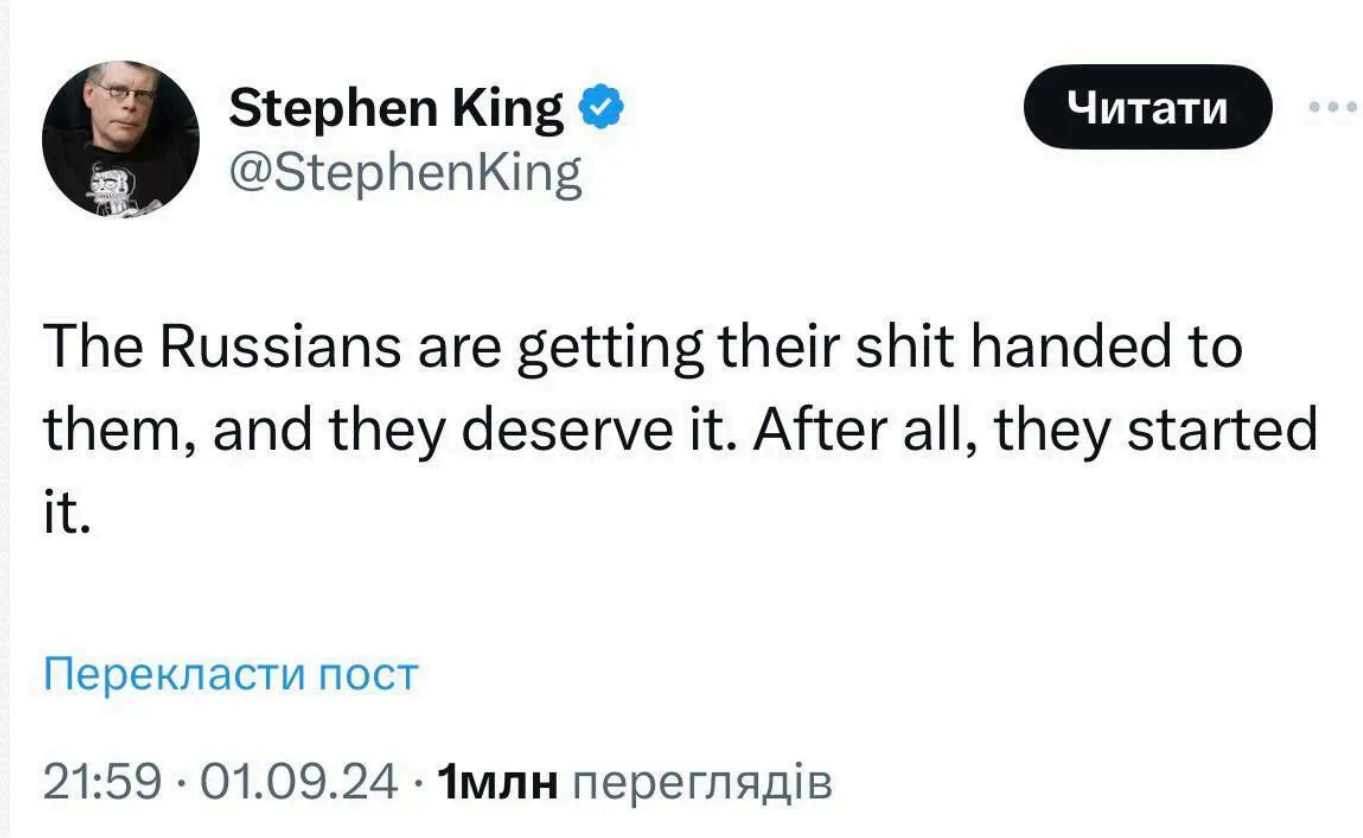 Stephen King
Читати
@StephenKing
The Russians are getting their shit handed to
them, and they deserve it. After all, they started
it.
Перекласти пост
21:59 · 01.09.24 · 1млн переглядів